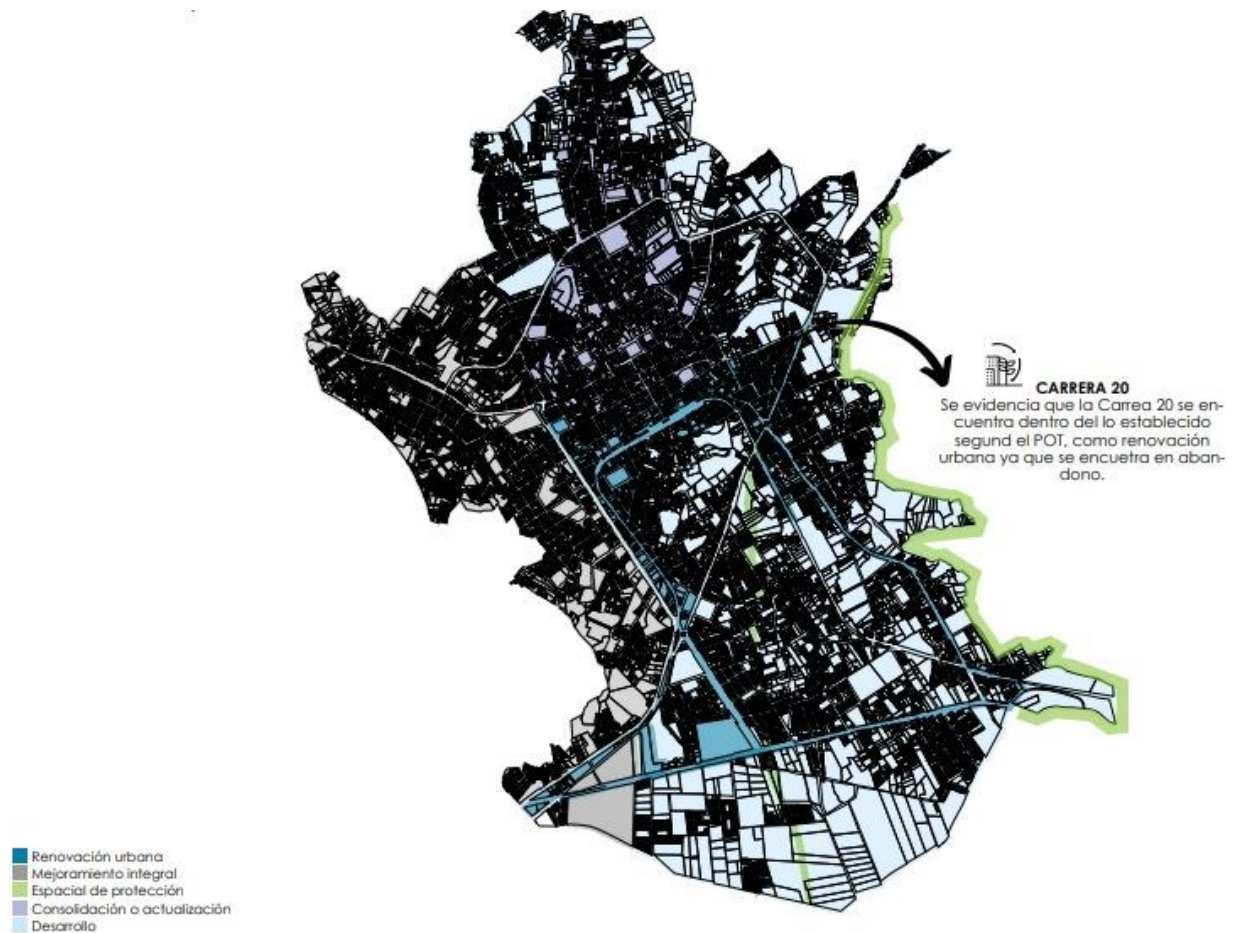 CARRERA 20
Se evidencia que la Carrea 20 se en-
cuentra dentro del lo establecido
segund el POT, como renovación
urbana ya que se encuetra en aban-
dono.
Renovación urbana
Mejoramiento integral
Espacial de protección
Consolidación o actualización
Desarrollo